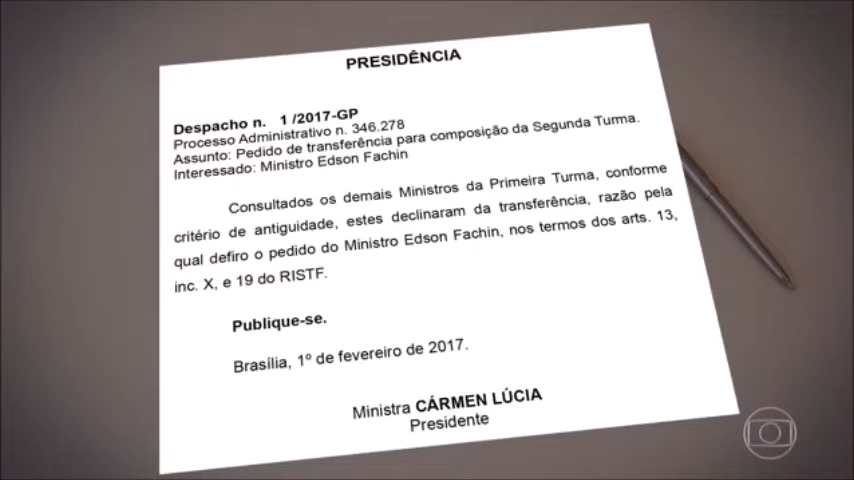 PRESIDÊNCIA
Despacho n. 1 /2017-GP
Processo Administrativo n. 346.278
Assunto: Pedido de transferência para composição da Segunda Turma.
Interessado: Ministro Edson Fachin
Consultados os demais Ministros da Primeira Turma, conforme
critério de antiguidade, estes declinaram da transferência, razão pela
qual defiro o pedido do Ministro Edson Fachin, nos termos dos arts. 13,
inc. X, e 19 do RISTF.
Publique-se.
Brasília, 1º de fevereiro de 2017.
Ministra CÁRMEN LÚCIA
Presidente